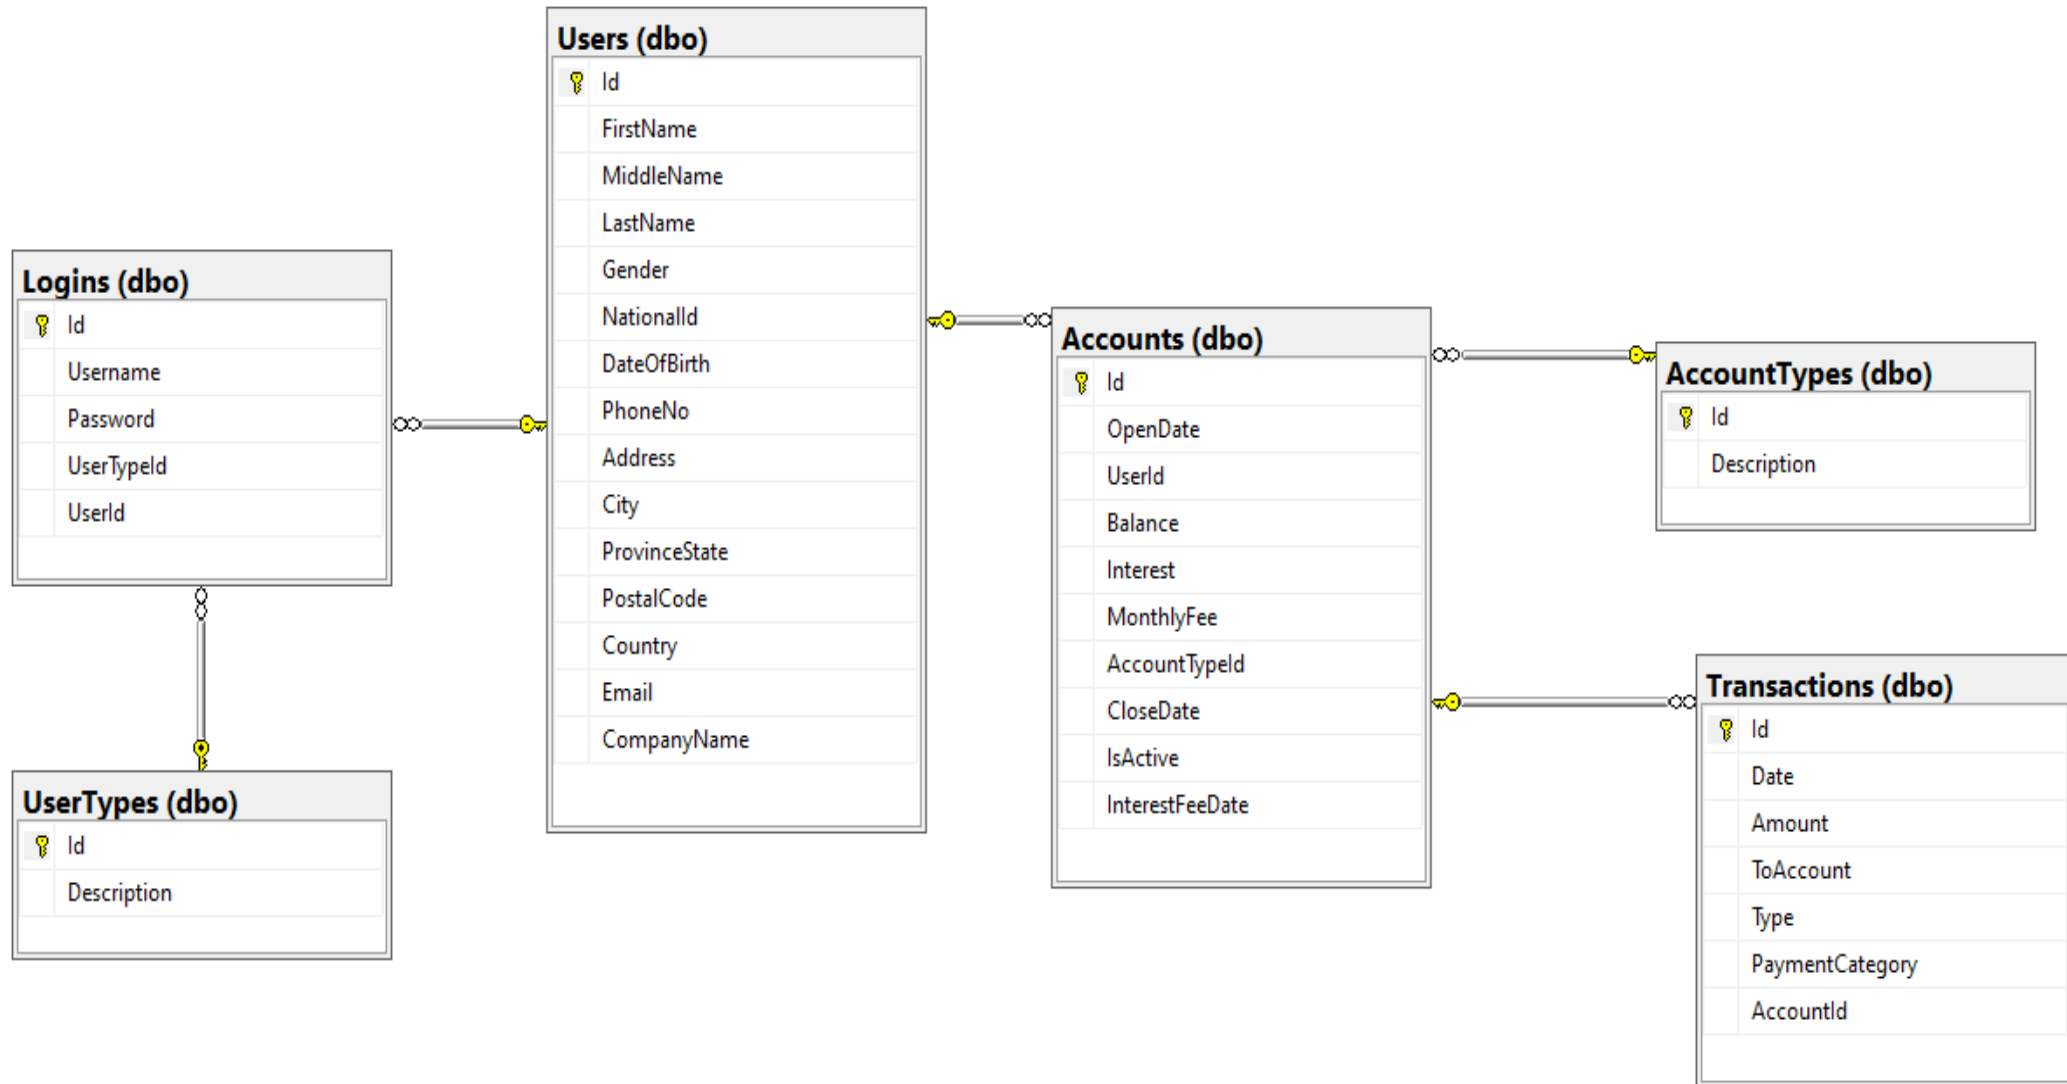 Users (dbo)
Id
FirstName
MiddleName
LastName
Gender
NationalId
DateOfBirth
PhoneNo
Address
City
ProvinceState
PostalCode
Country
Email
CompanyName
Logins (dbo)
Id
Username
Password
UserTypeId
UserId
UserTypes (dbo)
Id
Description
Accounts (dbo)
Id
OpenDate
UserId
Balance
Interest
MonthlyFee
AccountTypeId
CloseDate
IsActive
InterestFeeDate
AccountTypes (dbo)
Id
Description
Transactions (dbo)
Id
Date
Amount
ToAccount
Type
PaymentCategory
AccountId